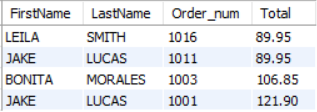 FirstName LastName Order_num Total
LEILA SMITH 1016 89.95
JAKE LUCAS 1011 89.95
BONITA MORALES 1003 106.85
JAKE LUCAS 1001 121.90